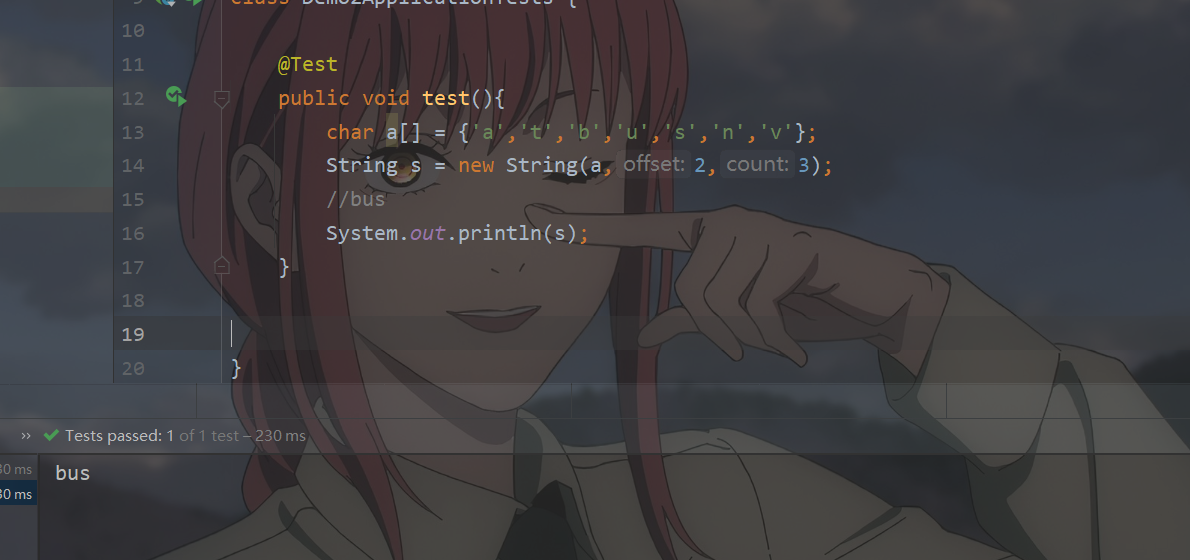 9 class Demo2ApplicationTests {
10
11 @Test
12 public void test(){
13 char a[] = {'a','t','b','u','s','n','v'};
14 String s = new String(a, offset: 2, count: 3);
15 //bus
16 System.out.println(s);
17 }
18
19
20 }
» Tests passed: 1 of 1 test – 230 ms
30 ms bus
30 ms